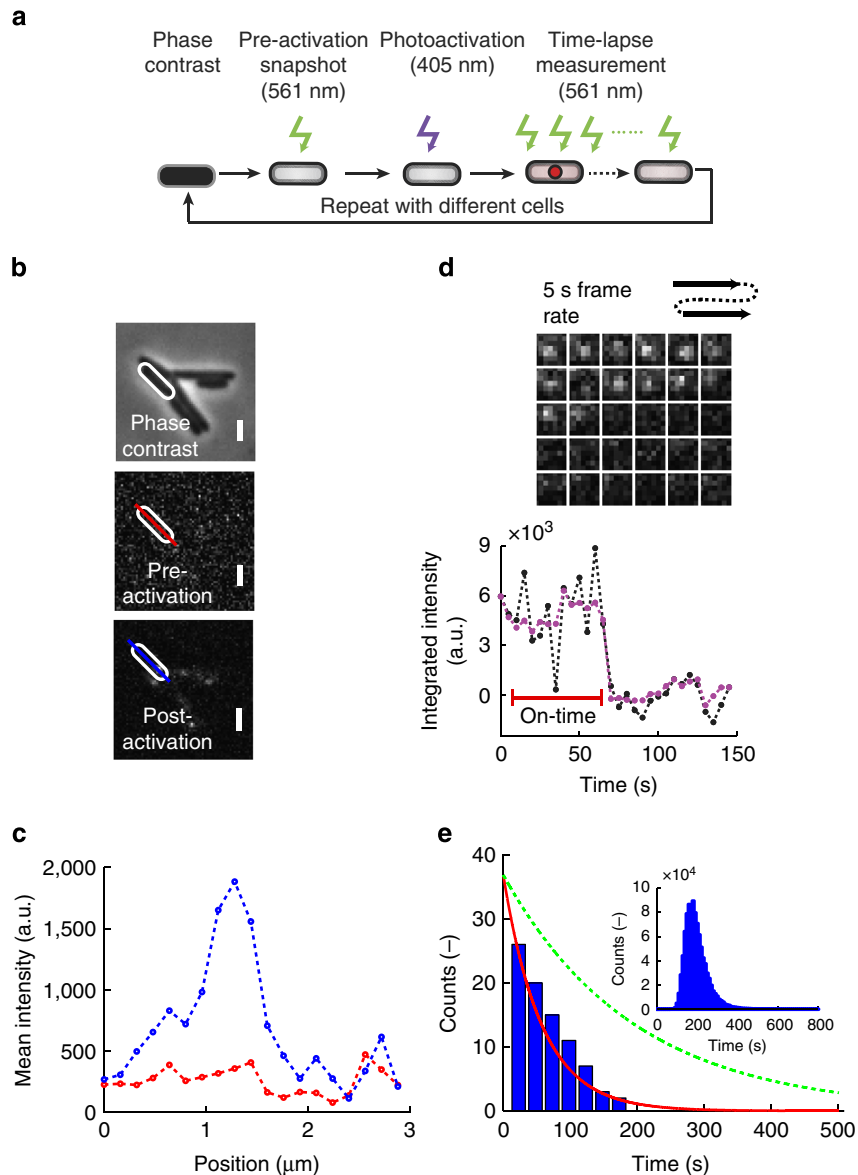 a
Phase contrast
Pre-activation snapshot (561 nm)
Photoactivation (405 nm)
Time-lapse measurement (561 nm)
Repeat with different cells
b
Phase contrast
Pre-activation
Post-activation
c
2,000
1,500
1,000
500
0
Mean intensity (a.u.)
0 1 2 3
Position (μm)
d
5 s frame rate
×10³
9
6
3
0
Integrated intensity (a.u.)
On-time
0 50 100 150
Time (s)
e
40
30
20
10
0
Counts (–)
0 100 200 300 400 500
Time (s)
×10⁴
10
8
6
4
2
0
Counts (–)
0 200 400 600 800
Time (s)